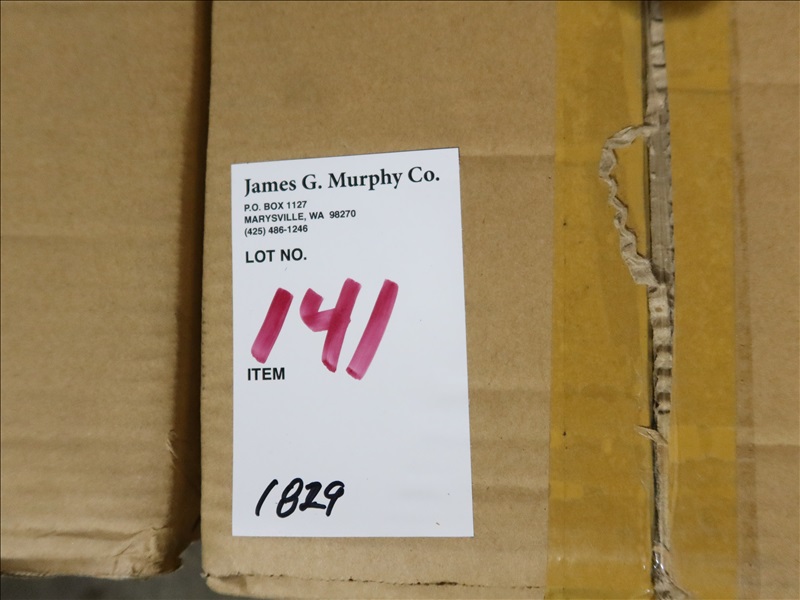 James G. Murphy Co.
P.O. BOX 1127
MARYSVILLE, WA 98270
(425) 486-1246
LOT NO.
141
ITEM
1829